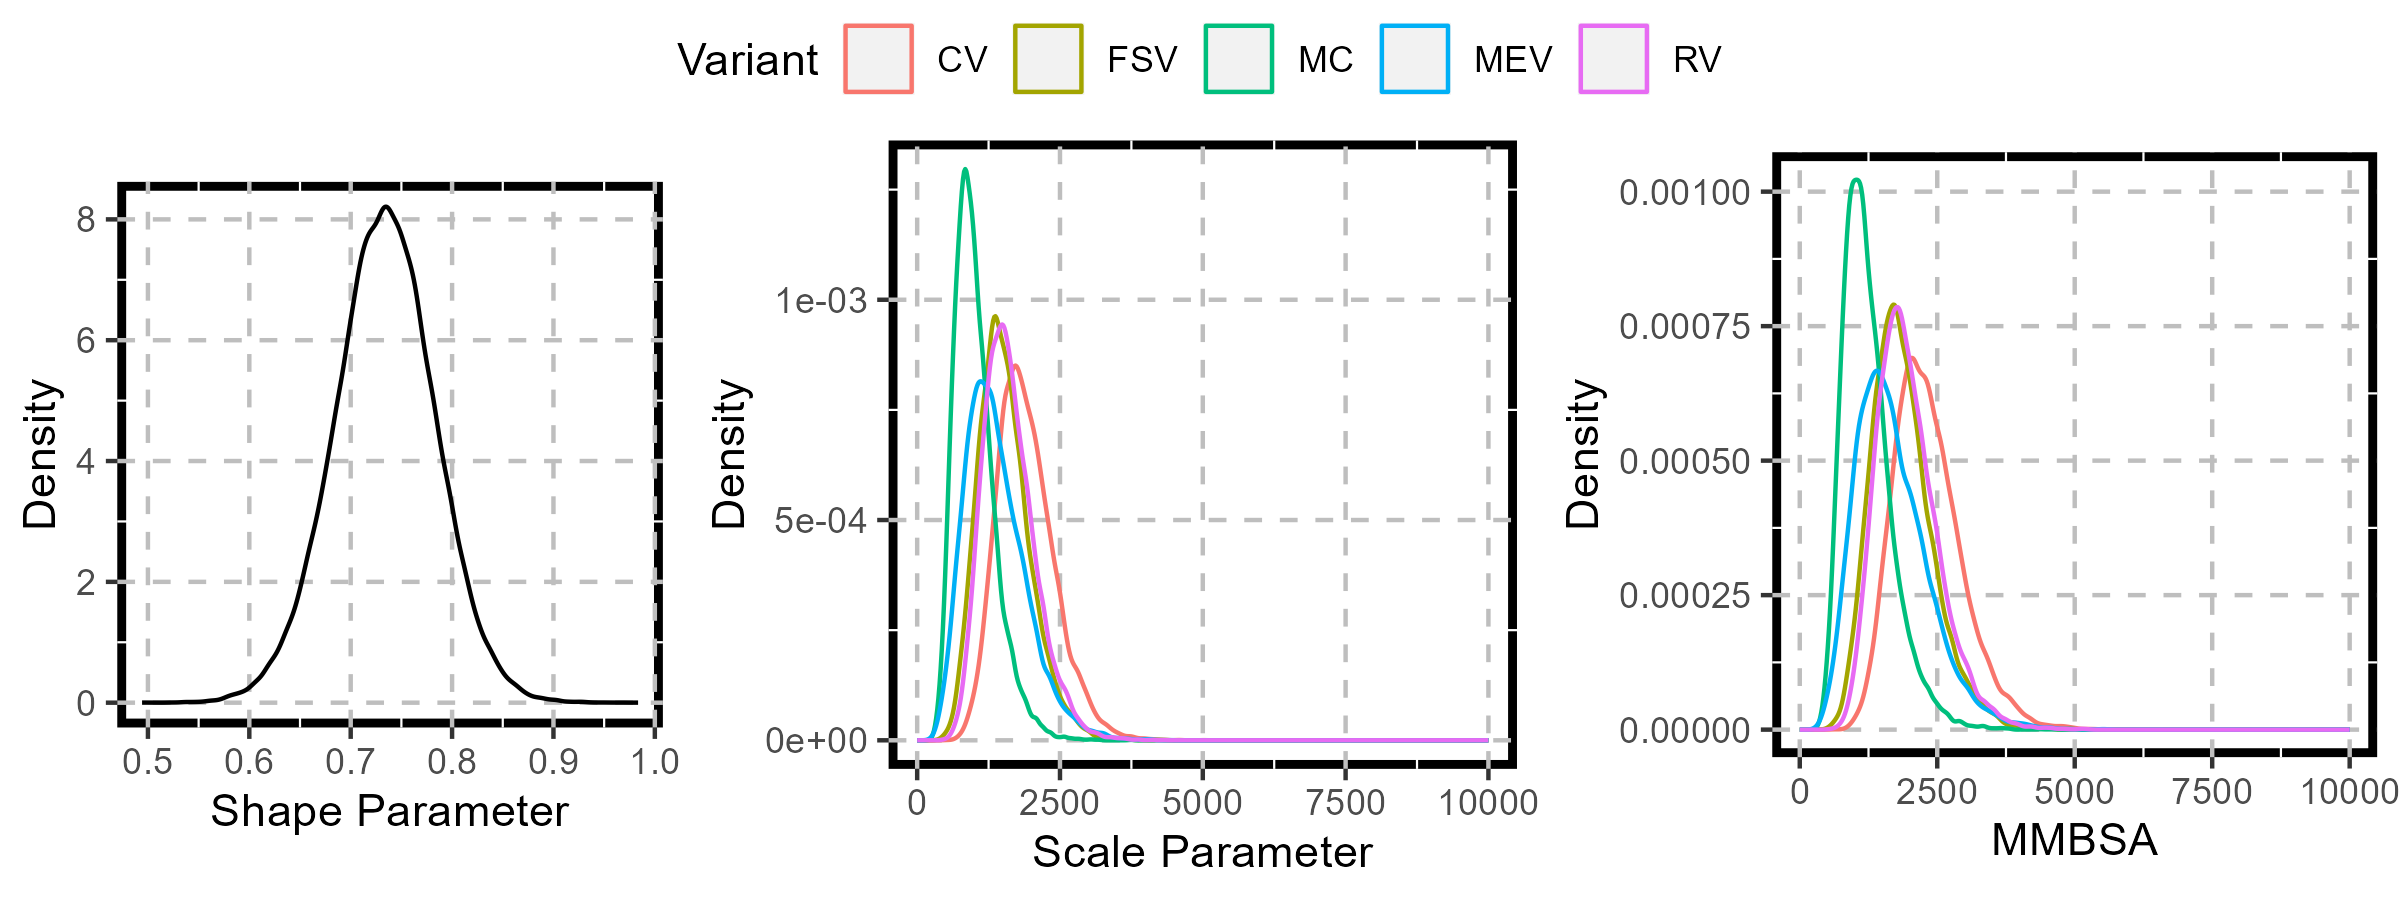 Variant CV FSV MC MEV RV
Density
8
6
4
2
0
0.5 0.6 0.7 0.8 0.9 1.0
Shape Parameter
Density
1e-03
5e-04
0e+00
0 2500 5000 7500 10000
Scale Parameter
Density
0.00100
0.00075
0.00050
0.00025
0.00000
0 2500 5000 7500 10000
MMBSA